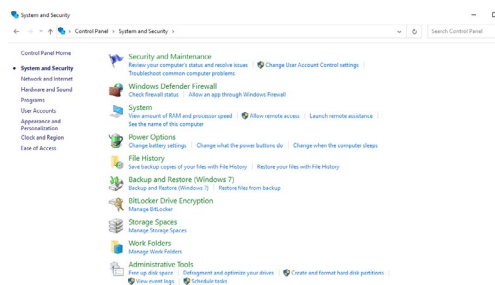 System and Security
Control Panel > System and Security >
Search Control Panel
Control Panel Home
System and Security
Network and Internet
Hardware and Sound
Programs
User Accounts
Appearance and
Personalization
Clock and Region
Ease of Access
Security and Maintenance
Review your computer's status and resolve issues | Change User Account Control settings |
Troubleshoot common computer problems
Windows Defender Firewall
Check firewall status | Allow an app through Windows Firewall
System
View amount of RAM and processor speed | Allow remote access | Launch remote assistance |
See the name of this computer
Power Options
Change battery settings | Change what the power buttons do | Change when the computer sleeps
File History
Save backup copies of your files with File History | Restore your files with File History
Backup and Restore (Windows 7)
Backup and Restore (Windows 7) | Restore files from backup
BitLocker Drive Encryption
Manage BitLocker
Storage Spaces
Manage Storage Spaces
Work Folders
Manage Work Folders
Administrative Tools
Free up disk space | Defragment and optimize your drives | Create and format hard disk partitions |
View event logs | Schedule tasks